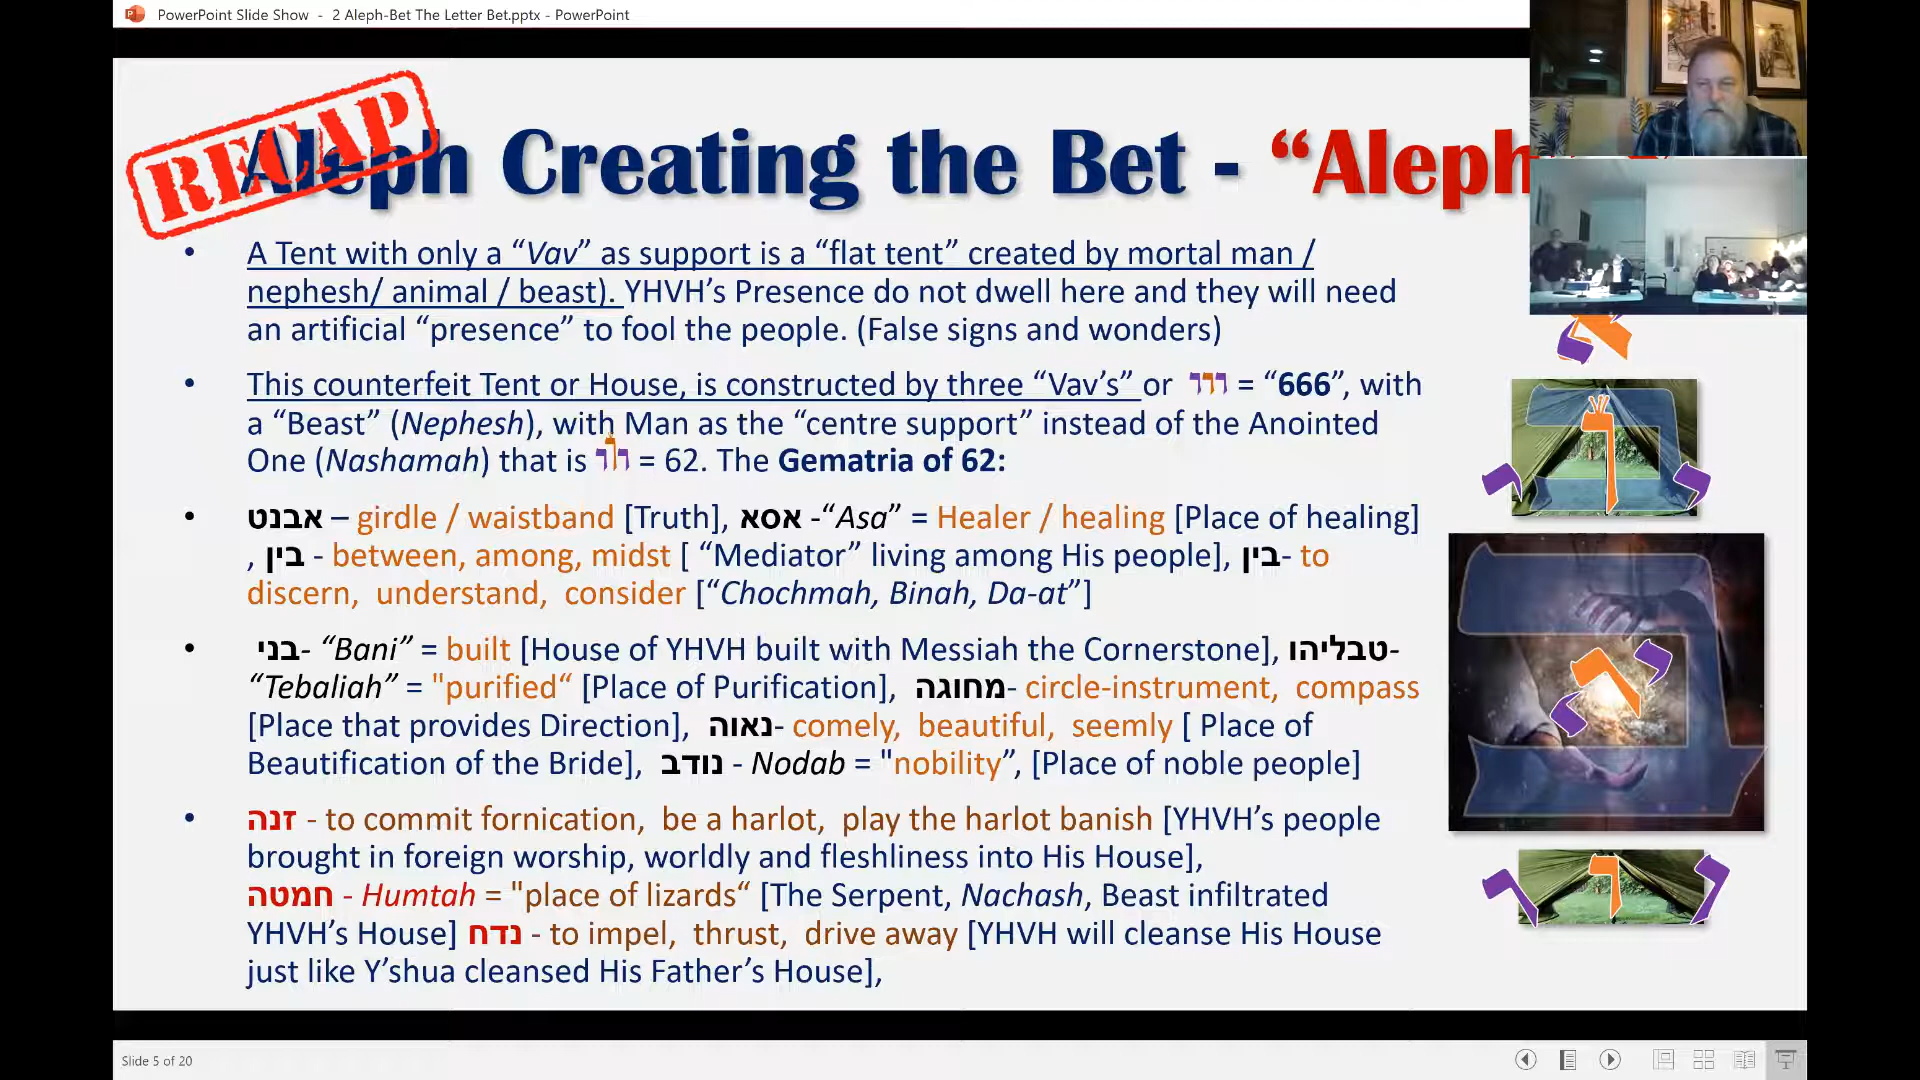 PowerPoint Slide Show - 2 Aleph-Bet The Letter Bet.pptx - PowerPoint
RECAP
Aleph Creating the Bet - “Aleph
• A Tent with only a “Vav” as support is a “flat tent” created by mortal man /
nephesh/ animal / beast). YHVH’s Presence do not dwell here and they will need
an artificial “presence” to fool the people. (False signs and wonders)
• This counterfeit Tent or House, is constructed by three “Vav’s” or ווו = “666”, with
a “Beast” (Nephesh), with Man as the “centre support” instead of the Anointed
One (Nashamah) that is = 62. The Gematria of 62:
• אבנט – girdle / waistband [Truth], אסא -“Asa” = Healer / healing [Place of healing]
, בין - between, among, midst [ “Mediator” living among His people], בין- to
discern, understand, consider [“Chochmah, Binah, Da-at”]
• בני- “Bani” = built [House of YHVH built with Messiah the Cornerstone], טבליהו-
“Tebaliah” = "purified“ [Place of Purification], מחוגה- circle-instrument, compass
[Place that provides Direction], נאוה- comely, beautiful, seemly [ Place of
Beautification of the Bride], נודב - Nodab = "nobility”, [Place of noble people]
• זנה - to commit fornication, be a harlot, play the harlot banish [YHVH’s people
brought in foreign worship, worldly and fleshliness into His House],
חמטה - Humtah = "place of lizards“ [The Serpent, Nachash, Beast infiltrated
YHVH’s House] נדח - to impel, thrust, drive away [YHVH will cleanse His House
just like Y’shua cleansed His Father’s House],
Slide 5 of 20